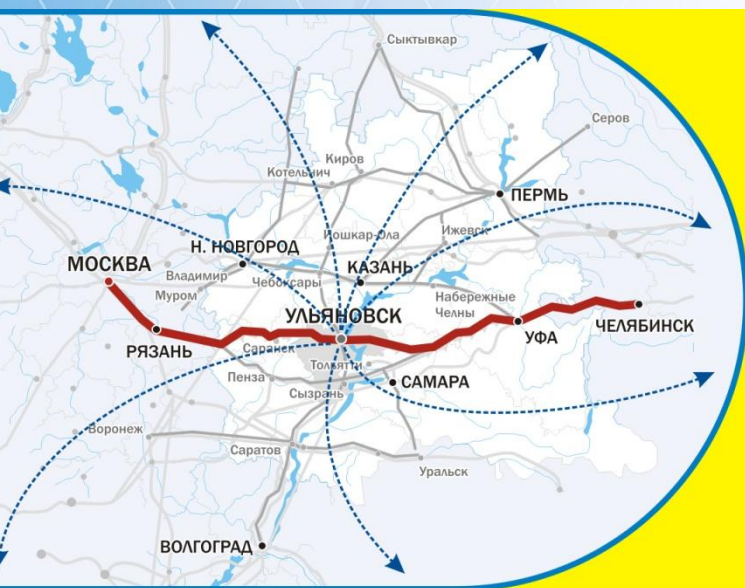 Сыктывкар
Серов
Киров
Котельнич
ПЕРМЬ
Йошкар-Ола
Ижевск
Н. НОВГОРОД
МОСКВА
КАЗАНЬ
Владимир
Чебоксары
Муром
Набережные
Челны
УЛЬЯНОВСК
ЧЕЛЯБИНСК
УФА
РЯЗАНЬ
Саранск
Тольятти
Пенза
САМАРА
Сызрань
Воронеж
Саратов
Уральск
ВОЛГОГРАД